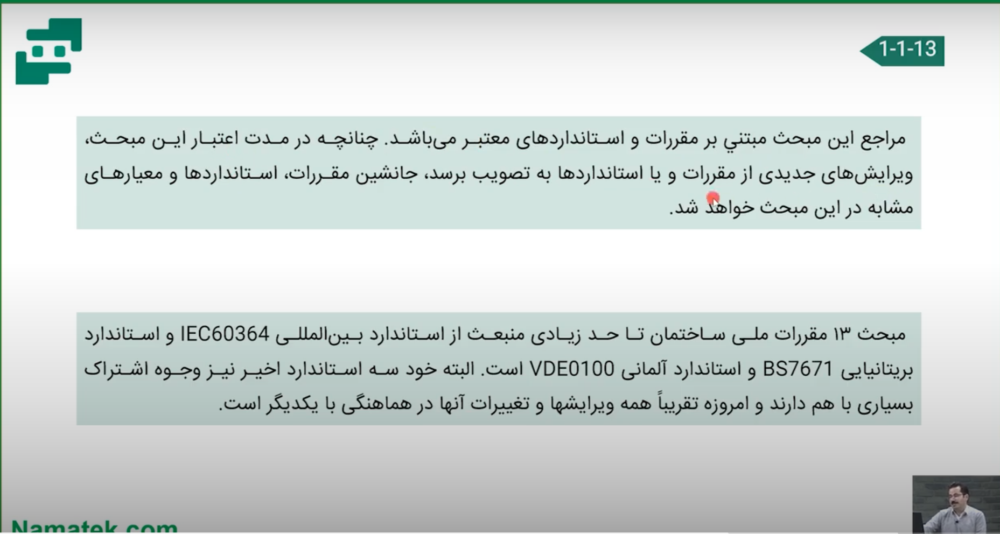 1-1-13
مراجع این مبحث مبتني بر مقررات و استانداردهای معتبر می‌باشد. چنانچه در مدت اعتبار این مبحث،
ویرایش‌های جدیدی از مقررات و یا استانداردها به تصویب برسد، جانشین مقررات، استانداردها و معیارهای
مشابه در این مبحث خواهد شد.
مبحث ۱۳ مقررات ملی ساختمان تا حد زیادی منبعث از استاندارد بین‌المللی IEC60364 و استاندارد
بریتانیایی BS7671 و استاندارد آلمانی VDE0100 است. البته خود سه استاندارد اخیر نیز وجوه اشتراک
بسیاری با هم دارند و امروزه تقریباً همه ویرایشها و تغییرات آنها در هماهنگی با یکدیگر است.
Namatek.com